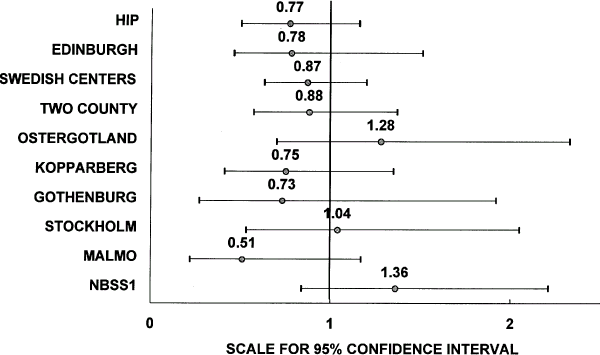 0.77
HIP
0.78
EDINBURGH
0.87
SWEDISH CENTERS
0.88
TWO COUNTY
1.28
OSTERGOTLAND
0.75
KOPPARBERG
0.73
GOTHENBURG
1.04
STOCKHOLM
0.51
MALMO
1.36
NBSS1
0 1 2
SCALE FOR 95% CONFIDENCE INTERVAL